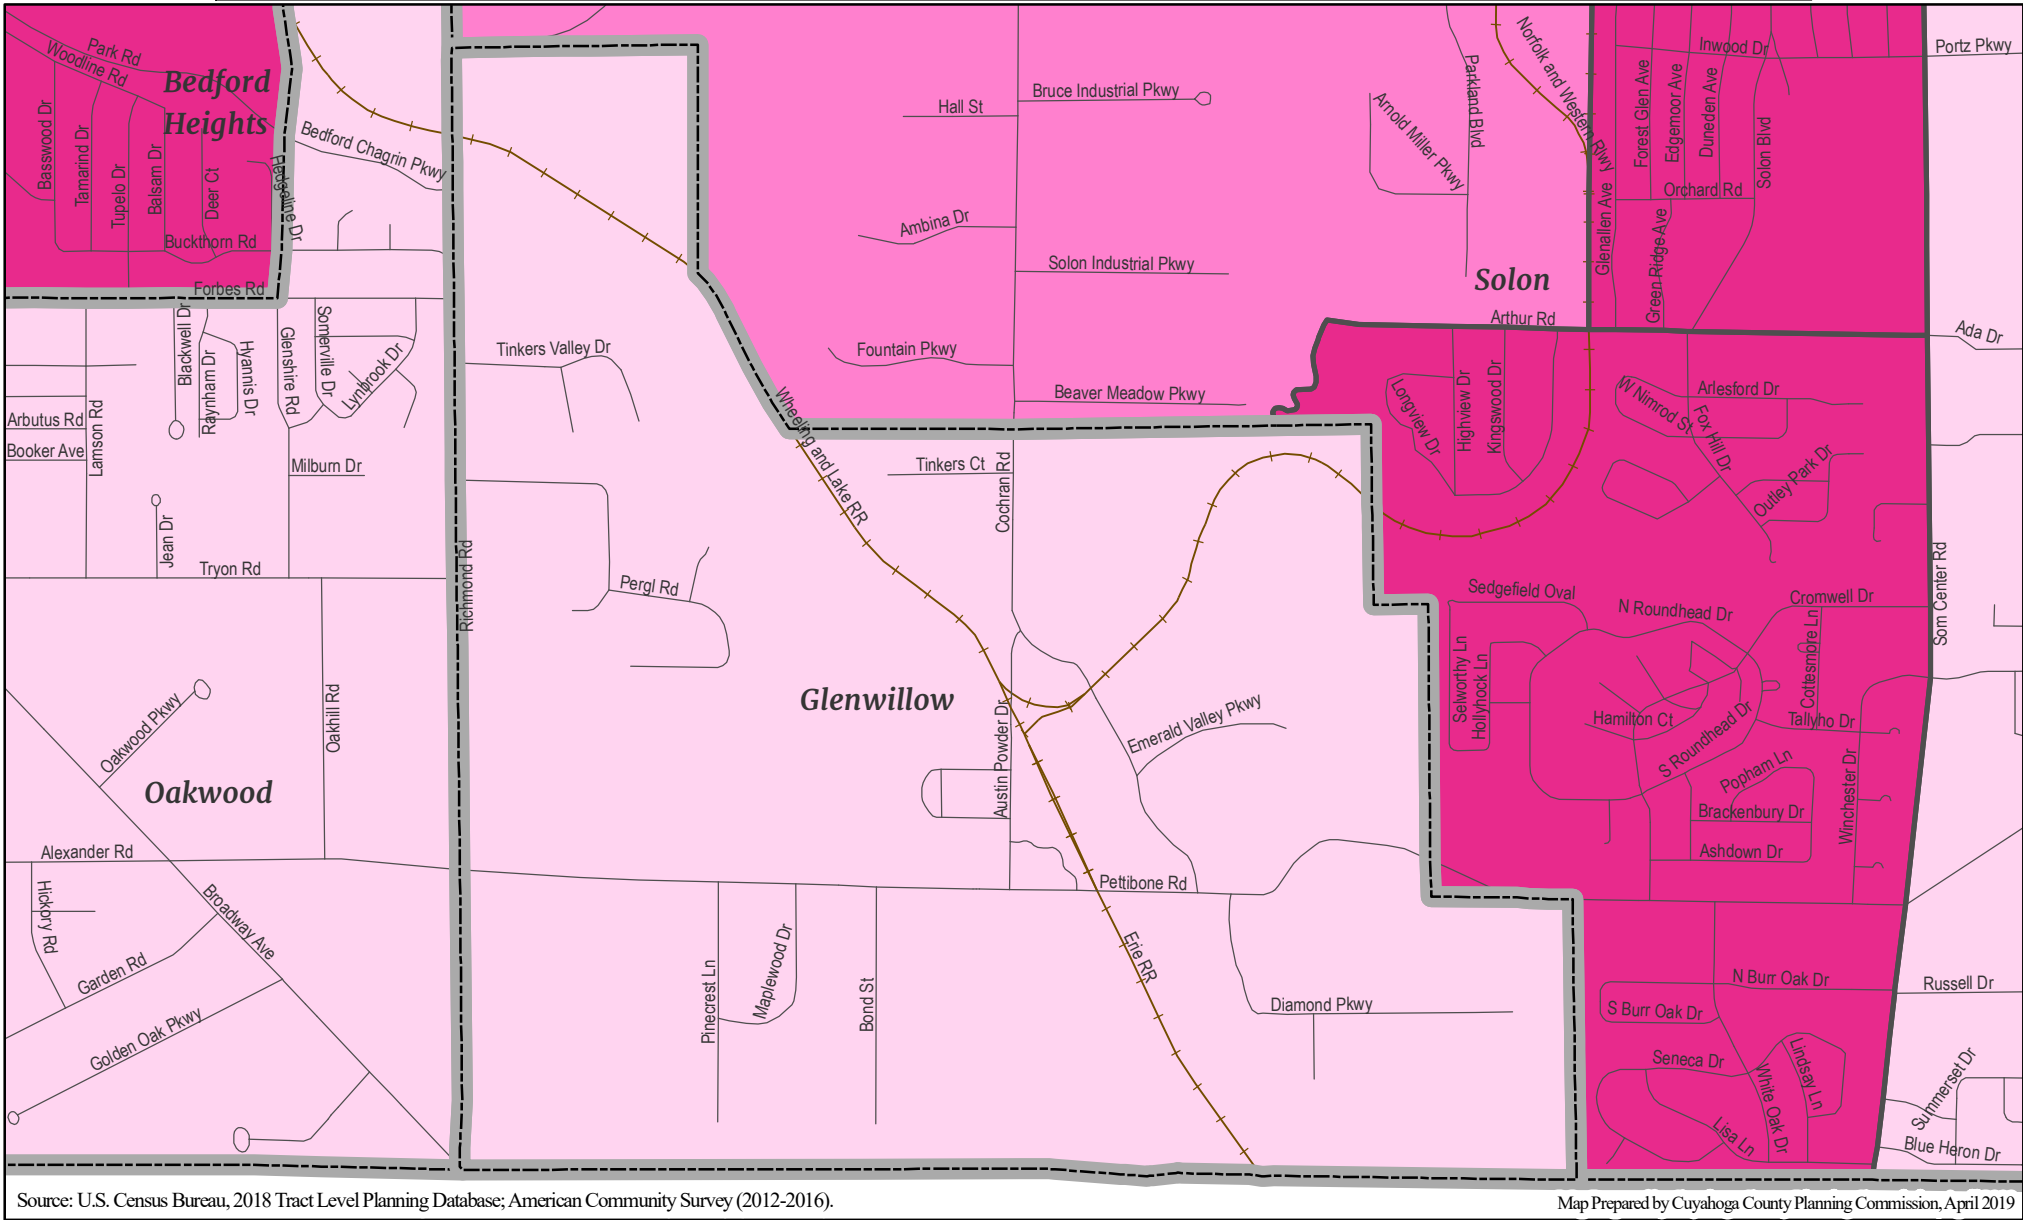 Park Rd
Woodline Rd
Bedford
Heights
Basswood Dr
Tamarind Dr
Tupelo Dr
Balsam Dr
Deer Ct
Hedgeline Dr
Buckthorn Rd
Forbes Rd
Bedford Chagrin Pkwy
Hall St
Bruce Industrial Pkwy
Ambina Dr
Solon Industrial Pkwy
Fountain Pkwy
Beaver Meadow Pkwy
Arnold Miller Pkwy
Parkland Blvd
Norfolk and Western Rlwy
Solon
Arthur Rd
Inwood Dr
Forest Glen Ave
Edgemoor Ave
Duneden Ave
Solon Blvd
Orchard Rd
Glenallen Ave
Green Ridge Ave
Portz Pkwy
Ada Dr
Blackwell Dr
Raynham Dr
Hyannis Dr
Glenshire Rd
Somerville Dr
Lynbrook Dr
Arbutus Rd
Booker Ave
Lamson Rd
Milburn Dr
Jean Dr
Tryon Rd
Richmond Rd
Tinkers Valley Dr
Wheeling and Lake RR
Erie RR
Tinkers Ct
Cochran Rd
Pergl Rd
Glenwillow
Austin Powder Dr
Emerald Valley Pkwy
Longview Dr
Highview Dr
Kingswood Dr
W Nimrod St
Arlesford Dr
Fox Hill Dr
Outley Park Dr
Som Center Rd
Sedgefield Oval
N Roundhead Dr
Cromwell Dr
Cottesmore Ln
Selworthy Ln
Hollyhock Ln
Hamilton Ct
S Roundhead Dr
Tallyho Dr
Popham Ln
Brackenbury Dr
Winchester Dr
Ashdown Dr
Oakwood Pkwy
Oakhill Rd
Oakwood
Alexander Rd
Hickory Rd
Broadway Ave
Garden Rd
Golden Oak Pkwy
Pettibone Rd
Pinecrest Ln
Maplewood Dr
Bond St
Diamond Pkwy
N Burr Oak Dr
S Burr Oak Dr
Seneca Dr
Lindsay Ln
White Oak Dr
Lisa Ln
Russell Dr
Summerset Dr
Blue Heron Dr
Source: U.S. Census Bureau, 2018 Tract Level Planning Database; American Community Survey (2012-2016).
Map Prepared by Cuyahoga County Planning Commission, April 2019